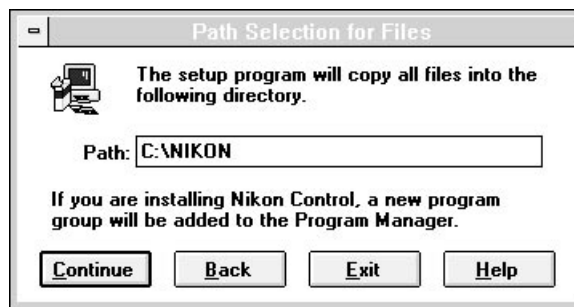 Path Selection for Files
The setup program will copy all files into the
following directory.
Path: C:\NIKON
If you are installing Nikon Control, a new program
group will be added to the Program Manager.
Continue Back Exit Help